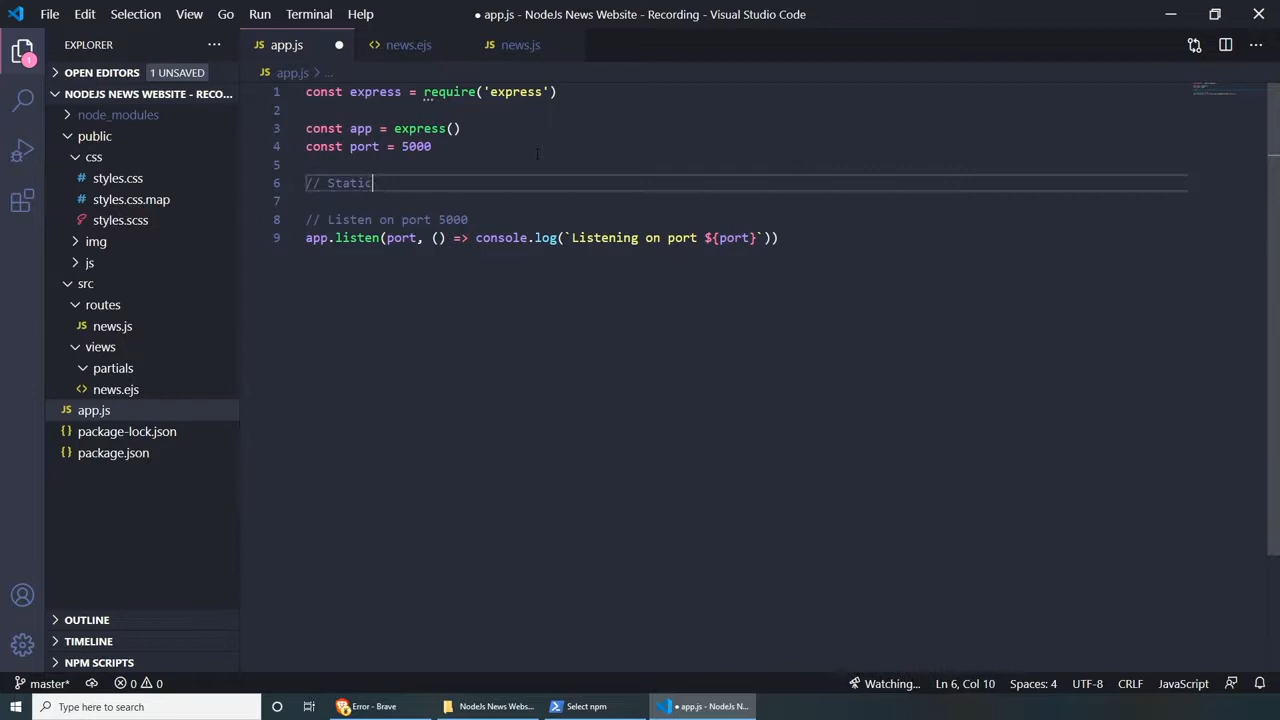 File Edit Selection View Go Run Terminal Help ● app.js - NodeJs News Website - Recording - Visual Studio Code
EXPLORER ···
JS app.js ●
<> news.ejs
JS news.js
···
1
OPEN EDITORS 1 UNSAVED
JS app.js > ...
NODEJS NEWS WEBSITE - RECO...
node_modules
public
css
styles.css
styles.css.map
styles.scss
img
js
src
routes
JS news.js
views
partials
<> news.ejs
JS app.js
{} package-lock.json
{} package.json
OUTLINE
TIMELINE
NPM SCRIPTS
1 const express = require('express')
2
3 const app = express()
4 const port = 5000
5
6 // Static
7
8 // Listen on port 5000
9 app.listen(port, () => console.log(`Listening on port ${port}`))
master* 0 0 Watching... Ln 6, Col 10 Spaces: 4 UTF-8 CRLF JavaScript
Type here to search Error - Brave NodeJs News Webs... Select npm ● app.js - NodeJs N...